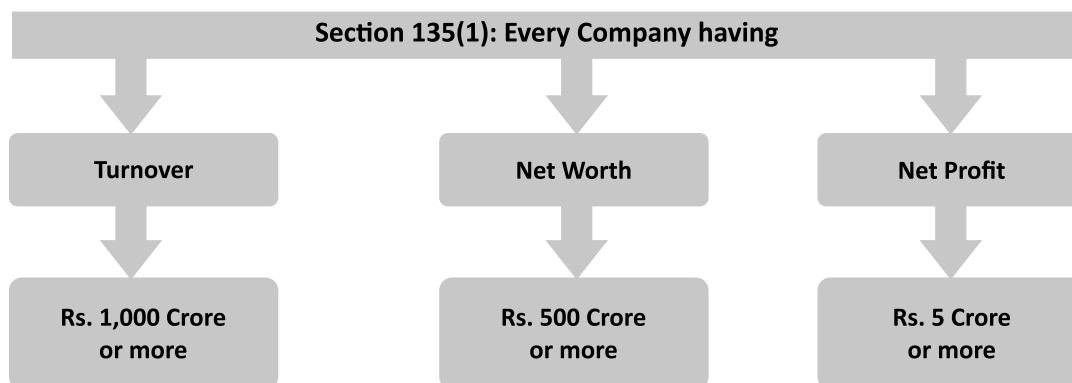 Section 135(1): Every Company having
Turnover
Net Worth
Net Profit
Rs. 1,000 Crore
or more
Rs. 500 Crore
or more
Rs. 5 Crore
or more